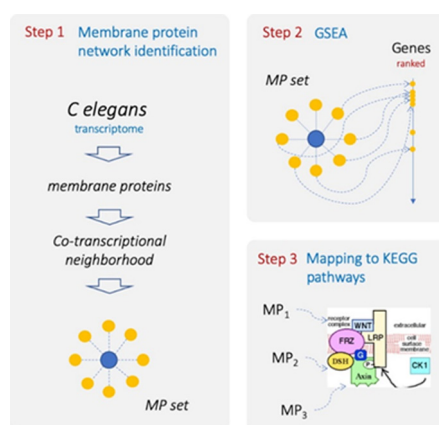 Step 1 Membrane protein
network identification
C elegans
transcriptome
membrane proteins
Co-transcriptional
neighborhood
MP set
Step 2 GSEA
Genes
ranked
MP set
Step 3 Mapping to KEGG
pathways
MP1
receptor
complex
WNT
LRP
extracellular
FRZ
cell
surface
membrane
MP2
DSH
G
P
Axin
CK1
MP3